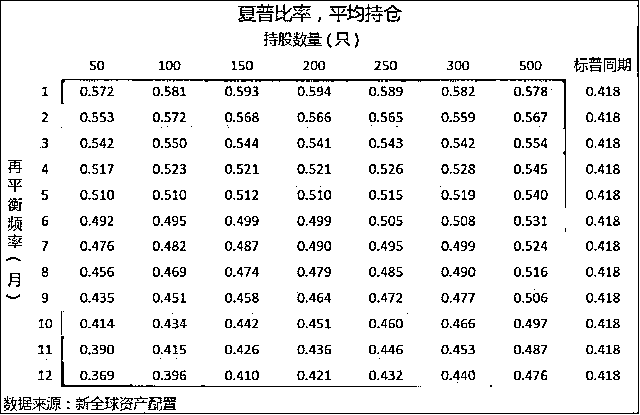 夏普比率，平均持仓
持股数量（只）
50 100 150 200 250 300 500 标普同期
1 0.572 0.581 0.593 0.594 0.589 0.582 0.578 0.418
2 0.553 0.572 0.568 0.566 0.565 0.559 0.567 0.418
3 0.542 0.550 0.544 0.541 0.543 0.542 0.554 0.418
4 0.517 0.523 0.521 0.521 0.526 0.528 0.545 0.418
5 0.510 0.510 0.512 0.510 0.515 0.519 0.540 0.418
6 0.492 0.495 0.499 0.499 0.505 0.508 0.531 0.418
7 0.476 0.482 0.487 0.490 0.495 0.499 0.524 0.418
8 0.456 0.469 0.474 0.479 0.485 0.490 0.516 0.418
9 0.435 0.451 0.458 0.464 0.472 0.477 0.506 0.418
10 0.414 0.434 0.442 0.451 0.460 0.466 0.497 0.418
11 0.390 0.415 0.426 0.436 0.446 0.453 0.487 0.418
12 0.369 0.396 0.410 0.421 0.432 0.440 0.476 0.418
再平衡频率（月）
数据来源：新全球资产配置